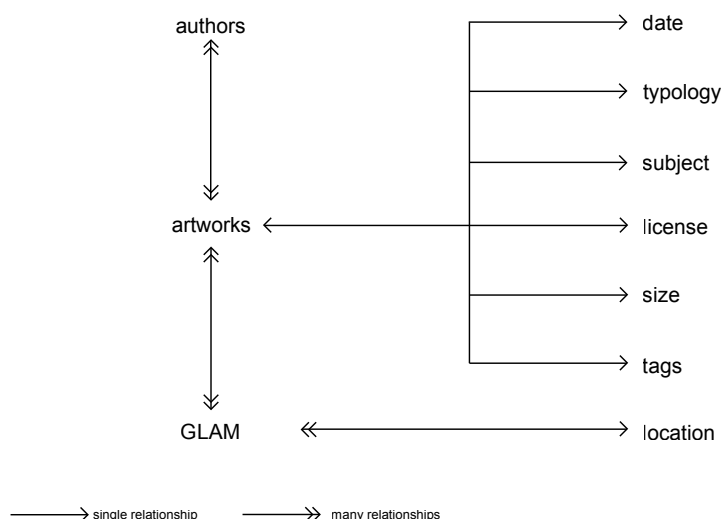 authors
date
typology
subject
artworks
license
size
tags
GLAM
location
single relationship
many relationships